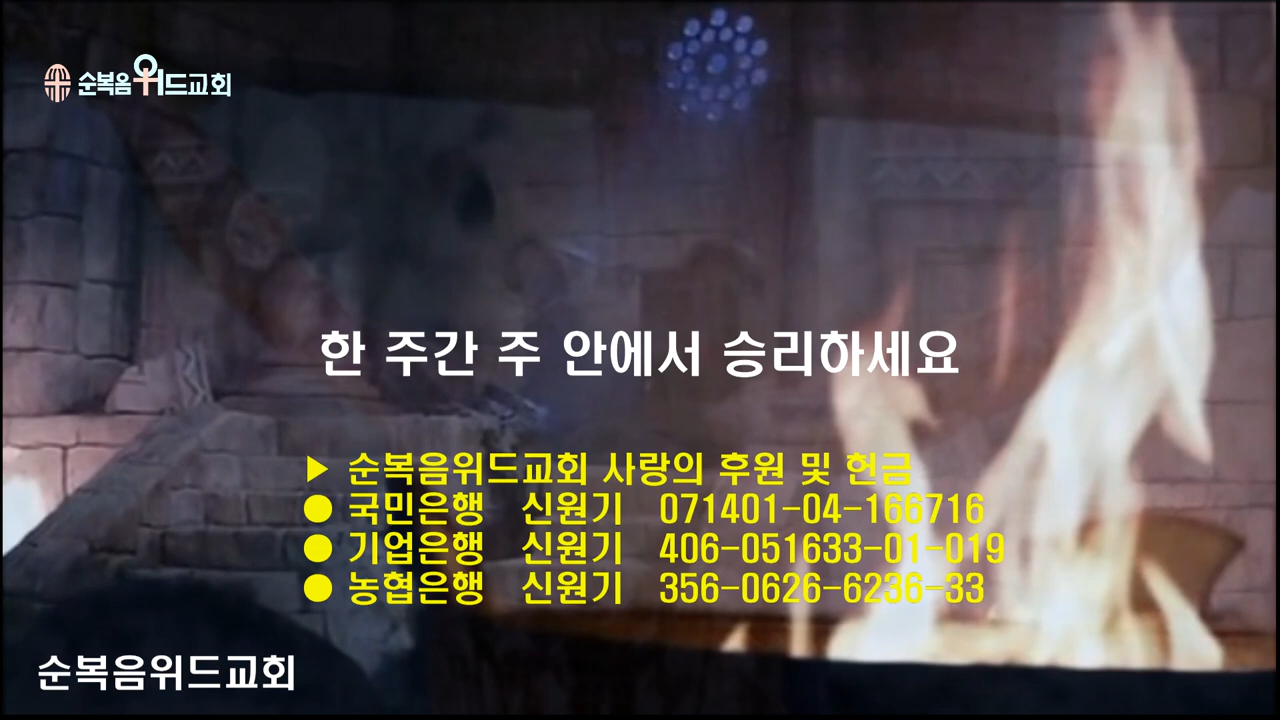 순복음위드교회
한 주간 주 안에서 승리하세요
▶ 순복음위드교회 사랑의 후원 및 헌금
● 국민은행 신원기 071401-04-166716
● 기업은행 신원기 406-051633-01-019
● 농협은행 신원기 356-0626-6236-33
순복음위드교회